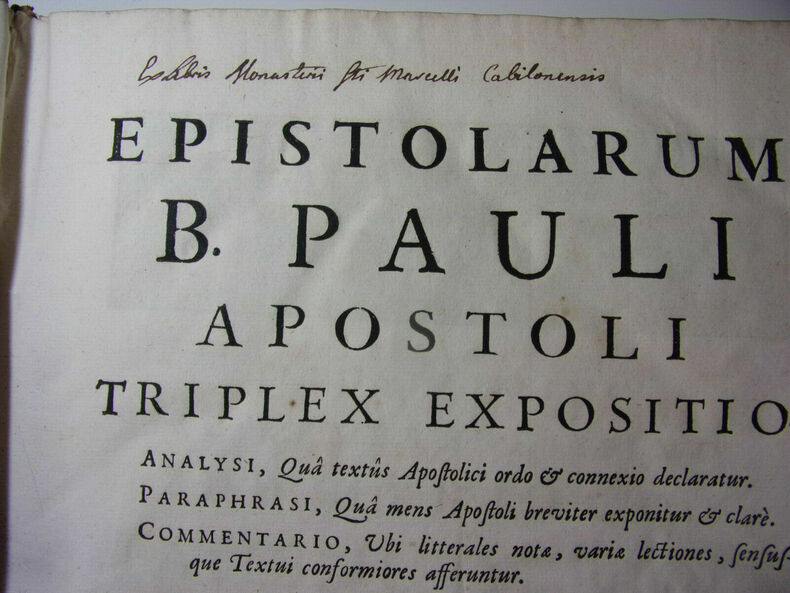 Ex libris Monasterii Sti Marcelli Cabilonensis
EPISTOLARUM
B. PAULI
APOSTOLI
TRIPLEX EXPOSITIO
ANALYSI, Quâ textûs Apoſtolici ordo & connexio declaratur.
PARAPHRASI, Quâ mens Apoſtoli breviter exponitur & clarè.
COMMENTARIO, Ubi litterales notæ, variæ lectiones, ſenſuſ-
que Textui conformiores afferuntur.